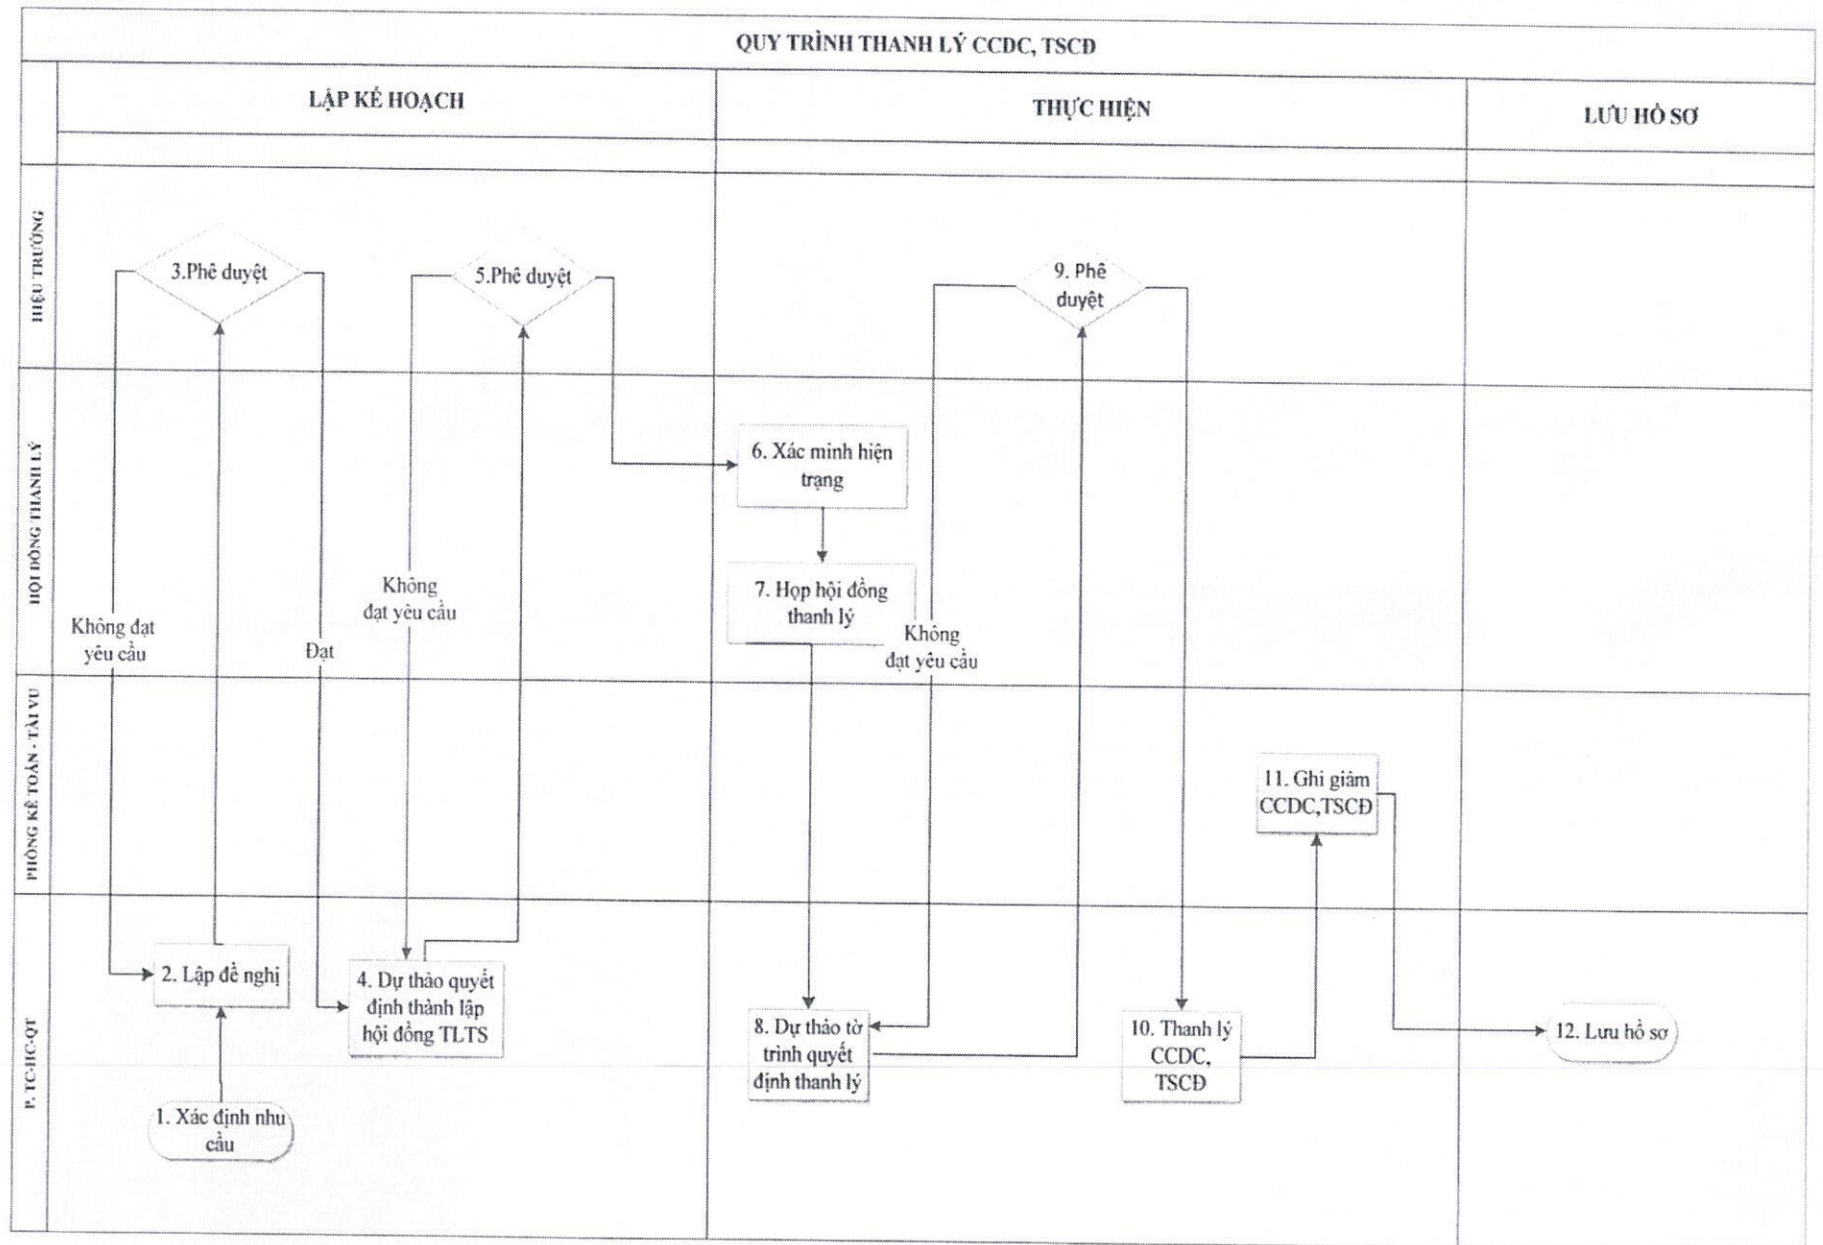 QUY TRÌNH THANH LÝ CCDC, TSCĐ
LẬP KẾ HOẠCH
THỰC HIỆN
LƯU HỒ SƠ
HIỆU TRƯỞNG
3.Phê duyệt
5.Phê duyệt
9. Phê
duyệt
HỘI ĐỒNG THANH LÝ
6. Xác minh hiện
trạng
7. Họp hội đồng
thanh lý
Không
đạt yêu cầu
Không đạt
yêu cầu
Đạt
Không
đạt yêu cầu
PHÒNG KẾ TOÁN - TÀI VỤ
11. Ghi giảm
CCDC,TSCĐ
P. TC-HC-QT
2. Lập đề nghị
4. Dự thảo quyết
định thành lập
hội đồng TLTS
8. Dự thảo tờ
trình quyết
định thanh lý
10. Thanh lý
CCDC,
TSCĐ
12. Lưu hồ sơ
1. Xác định nhu
cầu